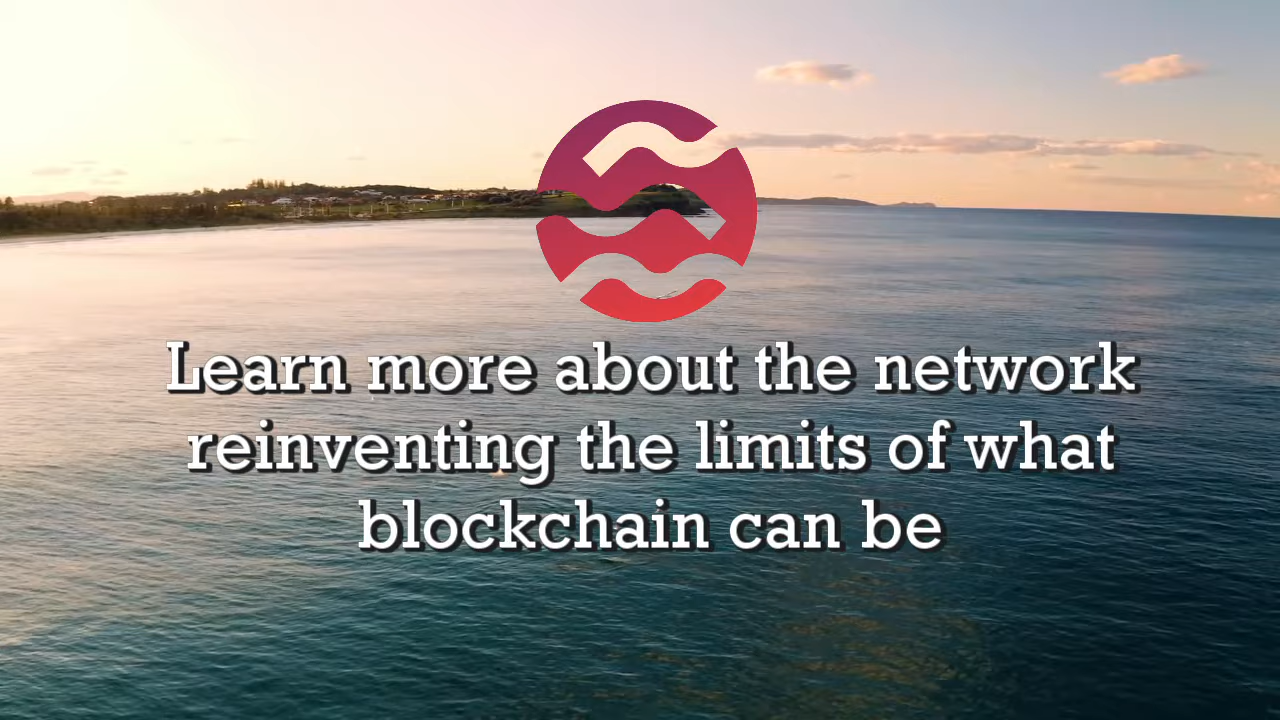 Learn more about the network
reinventing the limits of what
blockchain can be